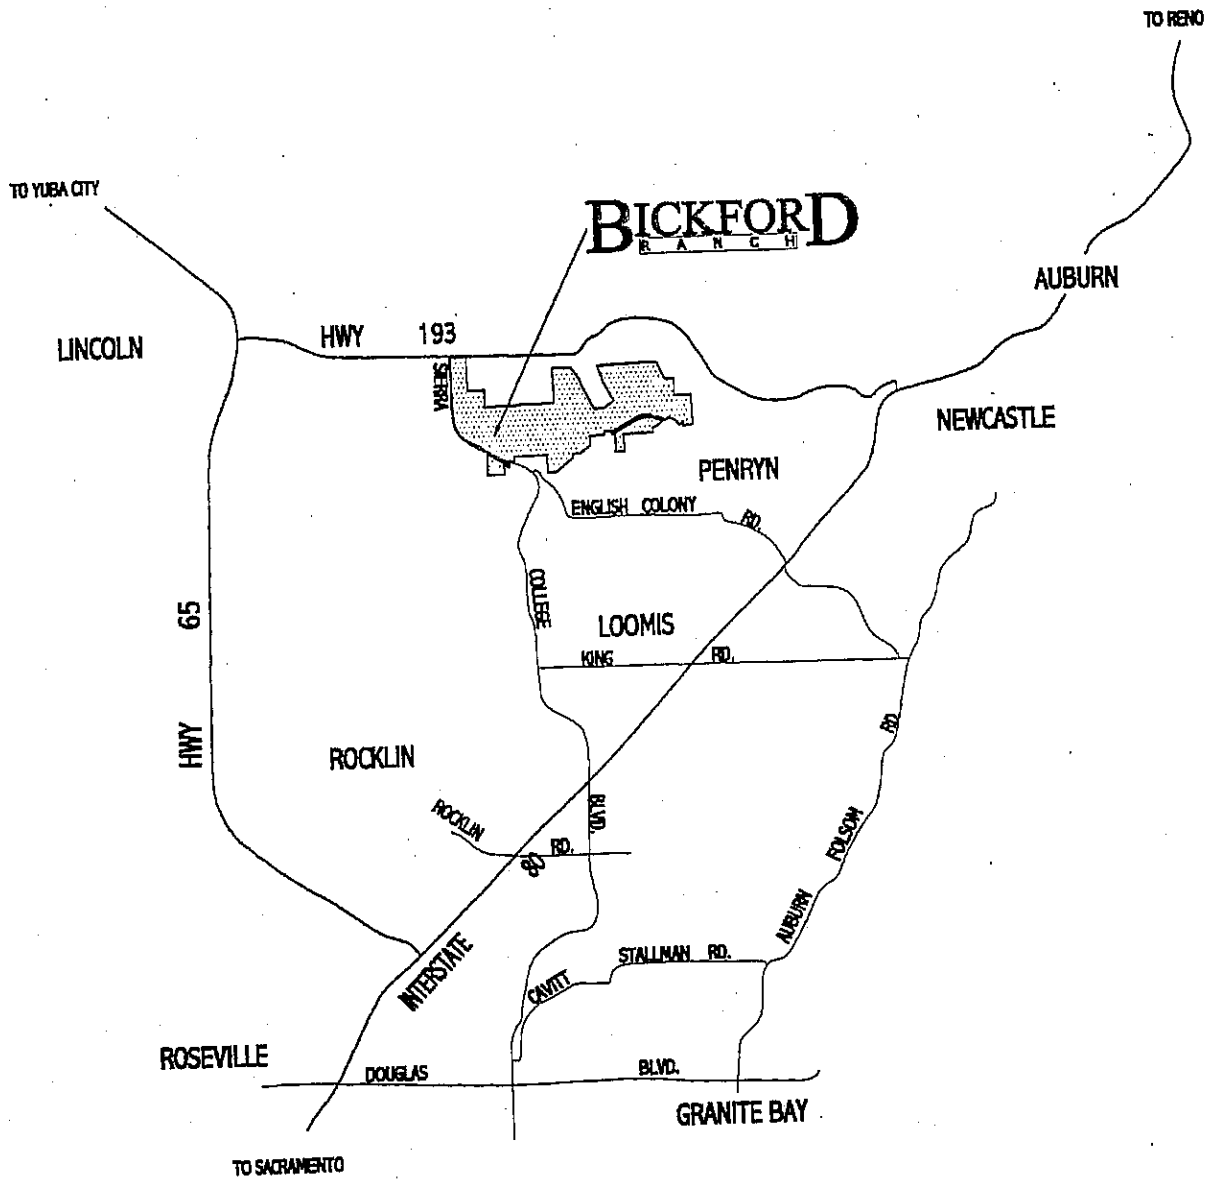 TO RENO
TO YUBA CITY
BICKFORD
RANCH
AUBURN
HWY 193
LINCOLN
SIERRA
NEWCASTLE
PENRYN
ENGLISH COLONY RD.
COLLEGE
65
LOOMIS
KING RD.
RD.
HWY
ROCKLIN
BLVD.
ROCKLIN RD.
80
FOLSOM
AUBURN
STALLMAN RD.
INTERSTATE
CAVITT
ROSEVILLE
DOUGLAS BLVD.
GRANITE BAY
TO SACRAMENTO